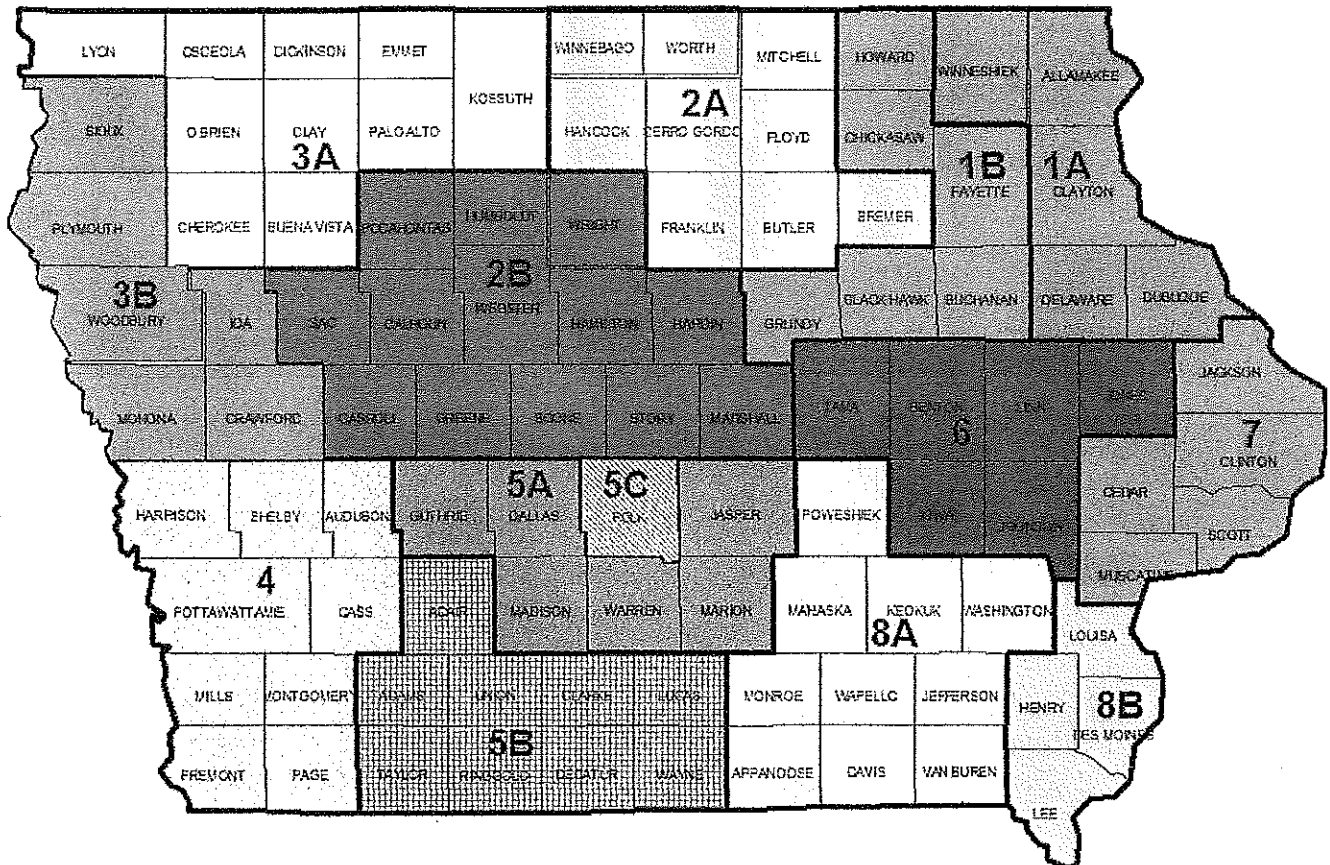 LYON OSCEOLA DICKINSON EMMET WINNEBAGO WORTH MITCHELL HOWARD WINNESHIEK ALLAMAKEE
KOSSUTH
2A
SIOUX O'BRIEN CLAY PALO ALTO HANCOCK CERRO GORDO FLOYD CHICKASAW
3A
1B 1A
FAYETTE CLAYTON
PLYMOUTH CHEROKEE BUENA VISTA POCAHONTAS HUMBOLDT WRIGHT FRANKLIN BUTLER BREMER
2B
3B
WOODBURY IDA SAC CALHOUN WEBSTER HAMILTON HARDIN GRUNDY BLACK HAWK BUCHANAN DELAWARE DUBUQUE
JACKSON
MONONA CRAWFORD CARROLL GREENE BOONE STORY MARSHALL TAMA BENTON LINN JONES
6
7
CLINTON
5A 5C
HARRISON SHELBY AUDUBON GUTHRIE DALLAS POLK JASPER POWESHIEK IOWA JOHNSON CEDAR
SCOTT
MUSCATINE
4
POTTAWATTAMIE CASS ADAIR MADISON WARREN MARION MAHASKA KEOKUK WASHINGTON
8A
LOUISA
MILLS MONTGOMERY ADAMS UNION CLARKE LUCAS MONROE WAPELLO JEFFERSON HENRY
8B
DES MOINES
5B
FREMONT PAGE TAYLOR RINGGOLD DECATUR WAYNE APPANOOSE DAVIS VAN BUREN
LEE